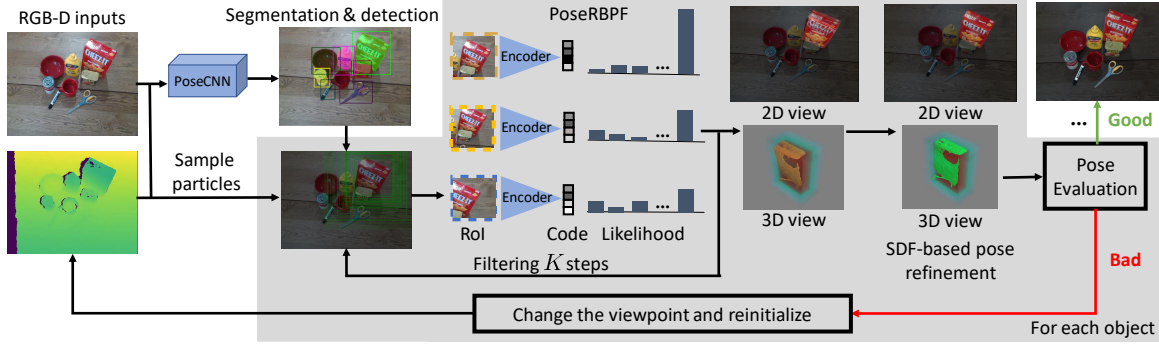 RGB-D inputs
Segmentation & detection
PoseRBPF
PoseCNN
Encoder
Encoder
Encoder
...
...
...
2D view
2D view
3D view
3D view
Sample
particles
RoI
Code
Likelihood
Filtering K steps
SDF-based pose
refinement
...
Good
Pose
Evaluation
Bad
Change the viewpoint and reinitialize
For each object
CHEEZ-IT